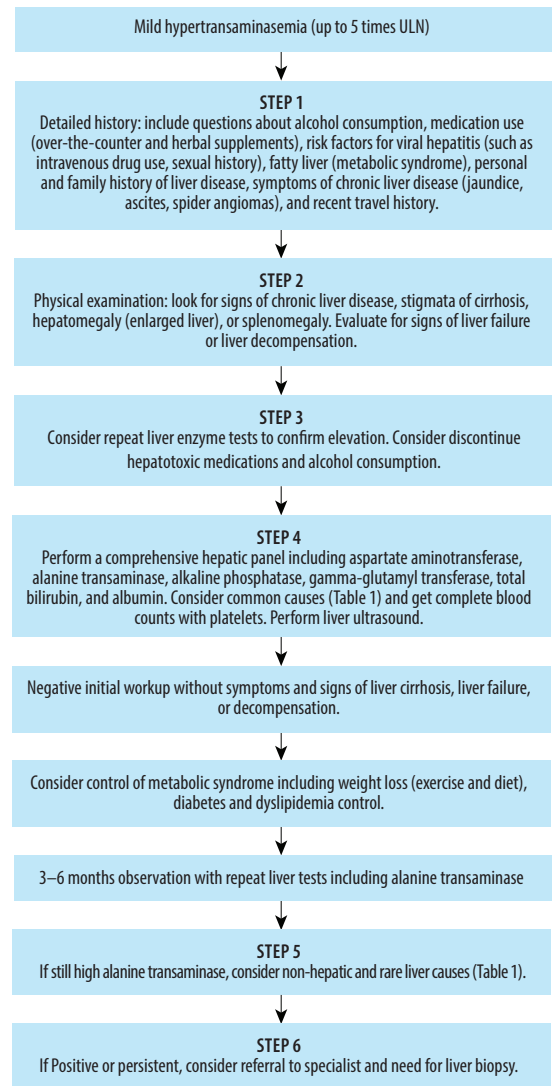 Mild hypertransaminasemia (up to 5 times ULN)
STEP 1
Detailed history: include questions about alcohol consumption, medication use
(over-the-counter and herbal supplements), risk factors for viral hepatitis (such as
intravenous drug use, sexual history), fatty liver (metabolic syndrome), personal
and family history of liver disease, symptoms of chronic liver disease (jaundice,
ascites, spider angiomas), and recent travel history.
STEP 2
Physical examination: look for signs of chronic liver disease, stigmata of cirrhosis,
hepatomegaly (enlarged liver), or splenomegaly. Evaluate for signs of liver failure
or liver decompensation.
STEP 3
Consider repeat liver enzyme tests to confirm elevation. Consider discontinue
hepatotoxic medications and alcohol consumption.
STEP 4
Perform a comprehensive hepatic panel including aspartate aminotransferase,
alanine transaminase, alkaline phosphatase, gamma-glutamyl transferase, total
bilirubin, and albumin. Consider common causes (Table 1) and get complete blood
counts with platelets. Perform liver ultrasound.
Negative initial workup without symptoms and signs of liver cirrhosis, liver failure,
or decompensation.
Consider control of metabolic syndrome including weight loss (exercise and diet),
diabetes and dyslipidemia control.
3–6 months observation with repeat liver tests including alanine transaminase
STEP 5
If still high alanine transaminase, consider non-hepatic and rare liver causes (Table 1).
STEP 6
If Positive or persistent, consider referral to specialist and need for liver biopsy.